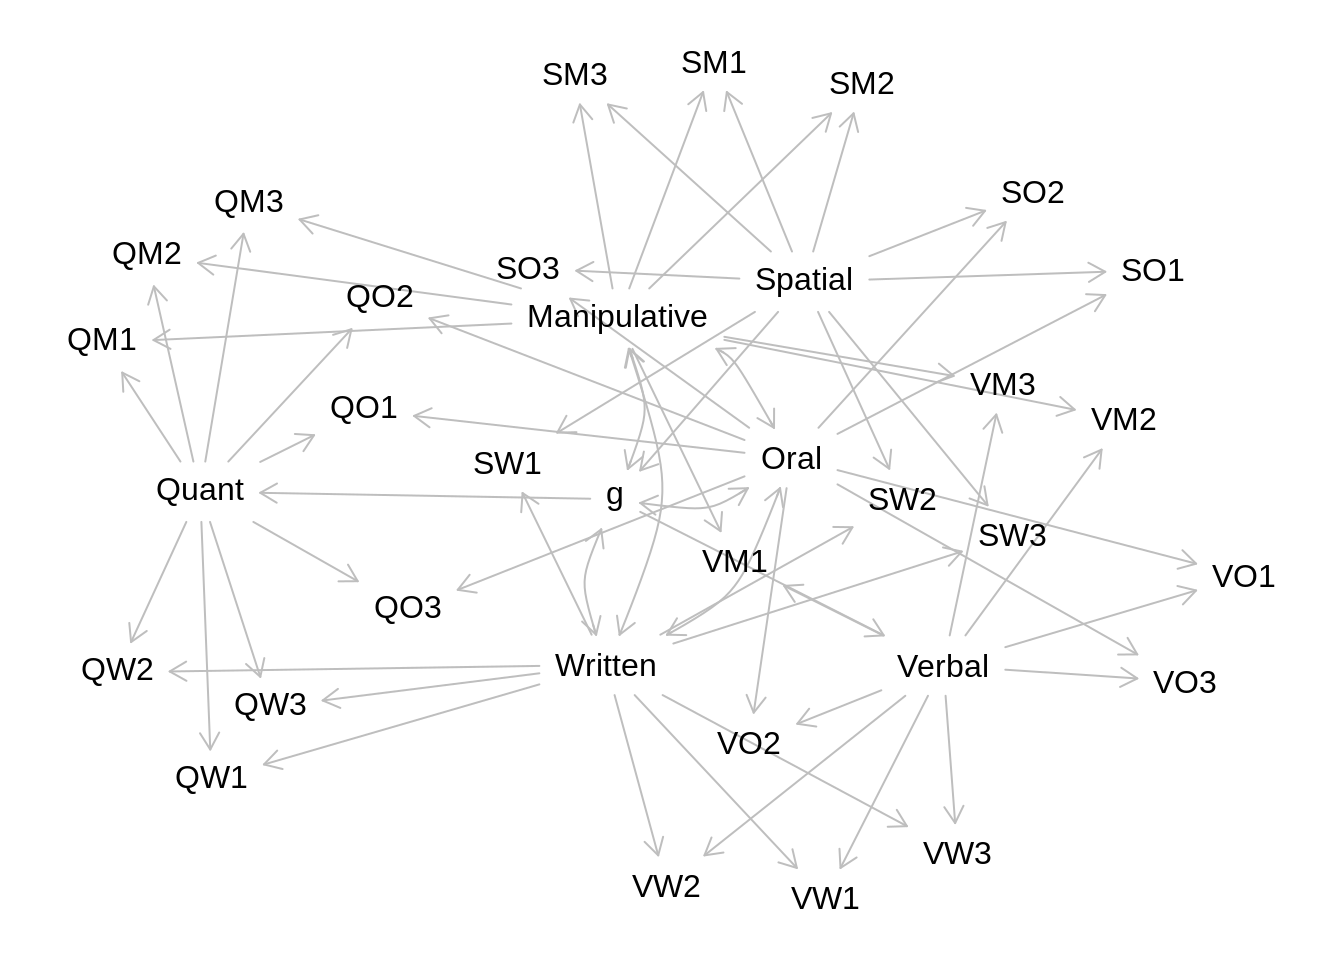 SM1
SM3
SM2
SO2
QM3
QM2
SO3
SO1
Spatial
QO2
Manipulative
QM1
VM3
QO1
VM2
Oral
SW1
Quant
g
SW2
SW3
VM1
VO1
QO3
Written
Verbal
QW2
VO3
QW3
VO2
QW1
VW3
VW2
VW1